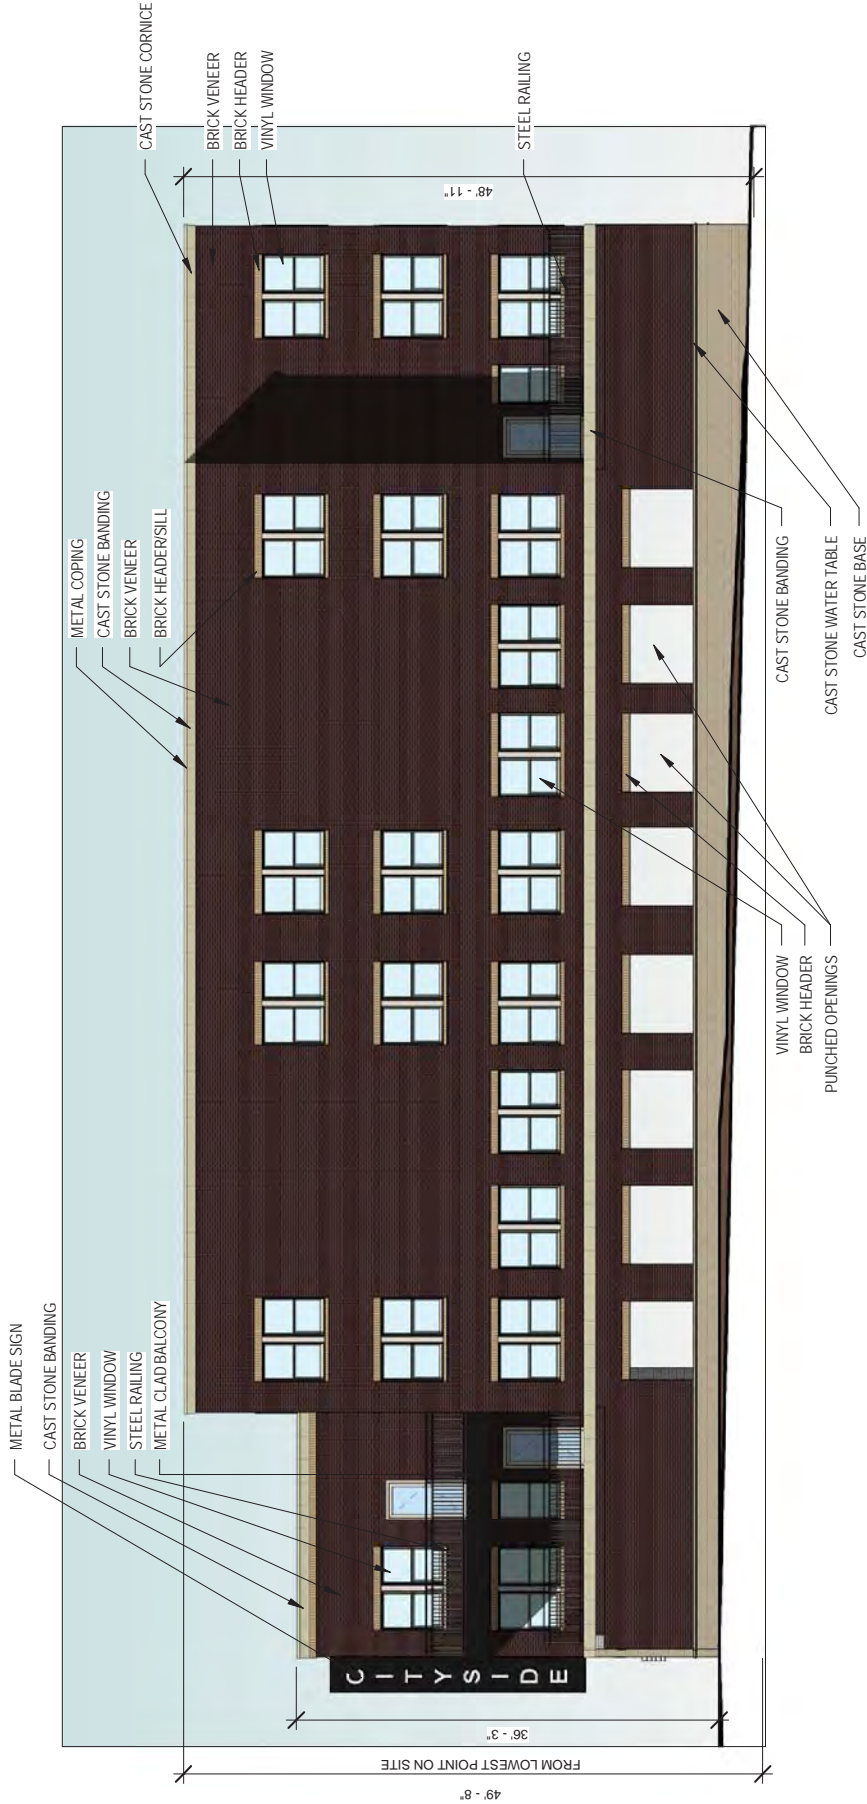 METAL BLADE SIGN
CAST STONE BANDING
BRICK VENEER
VINYL WINDOW
STEEL RAILING
METAL CLAD BALCONY
METAL COPING
CAST STONE BANDING
BRICK VENEER
BRICK HEADER/SILL
CAST STONE CORNICE
BRICK VENEER
BRICK HEADER
VINYL WINDOW
STEEL RAILING
49' - 8"
FROM LOWEST POINT ON SITE
36' - 3"
CITYSIDE
48' - 11"
VINYL WINDOW
BRICK HEADER
PUNCHED OPENINGS
CAST STONE BANDING
CAST STONE WATER TABLE
CAST STONE BASE